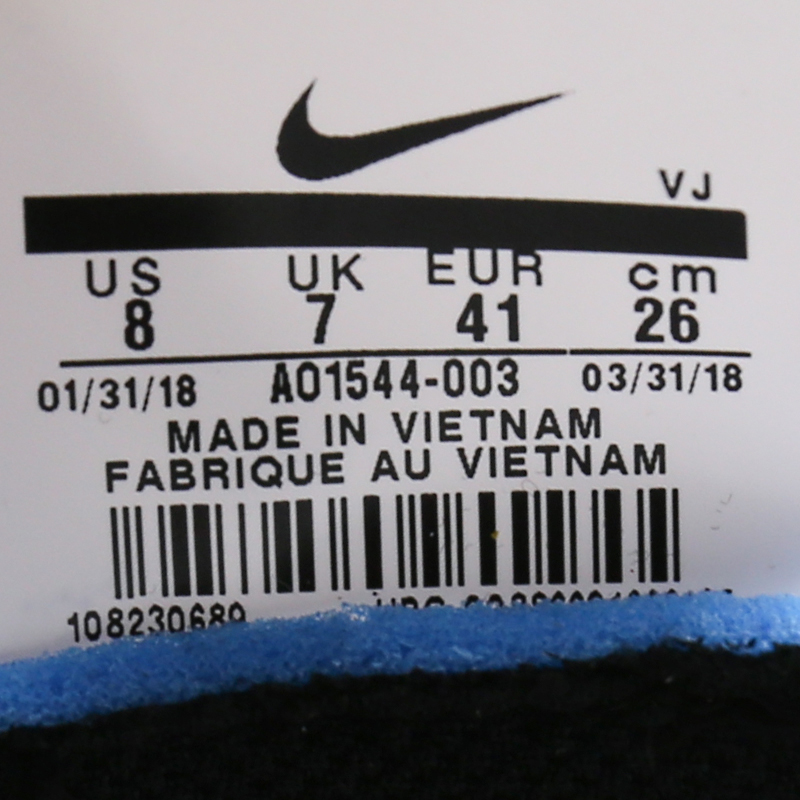 VJ
US UK EUR cm
8 7 41 26
01/31/18 AO1544-003 03/31/18
MADE IN VIETNAM
FABRIQUE AU VIETNAM
108230689